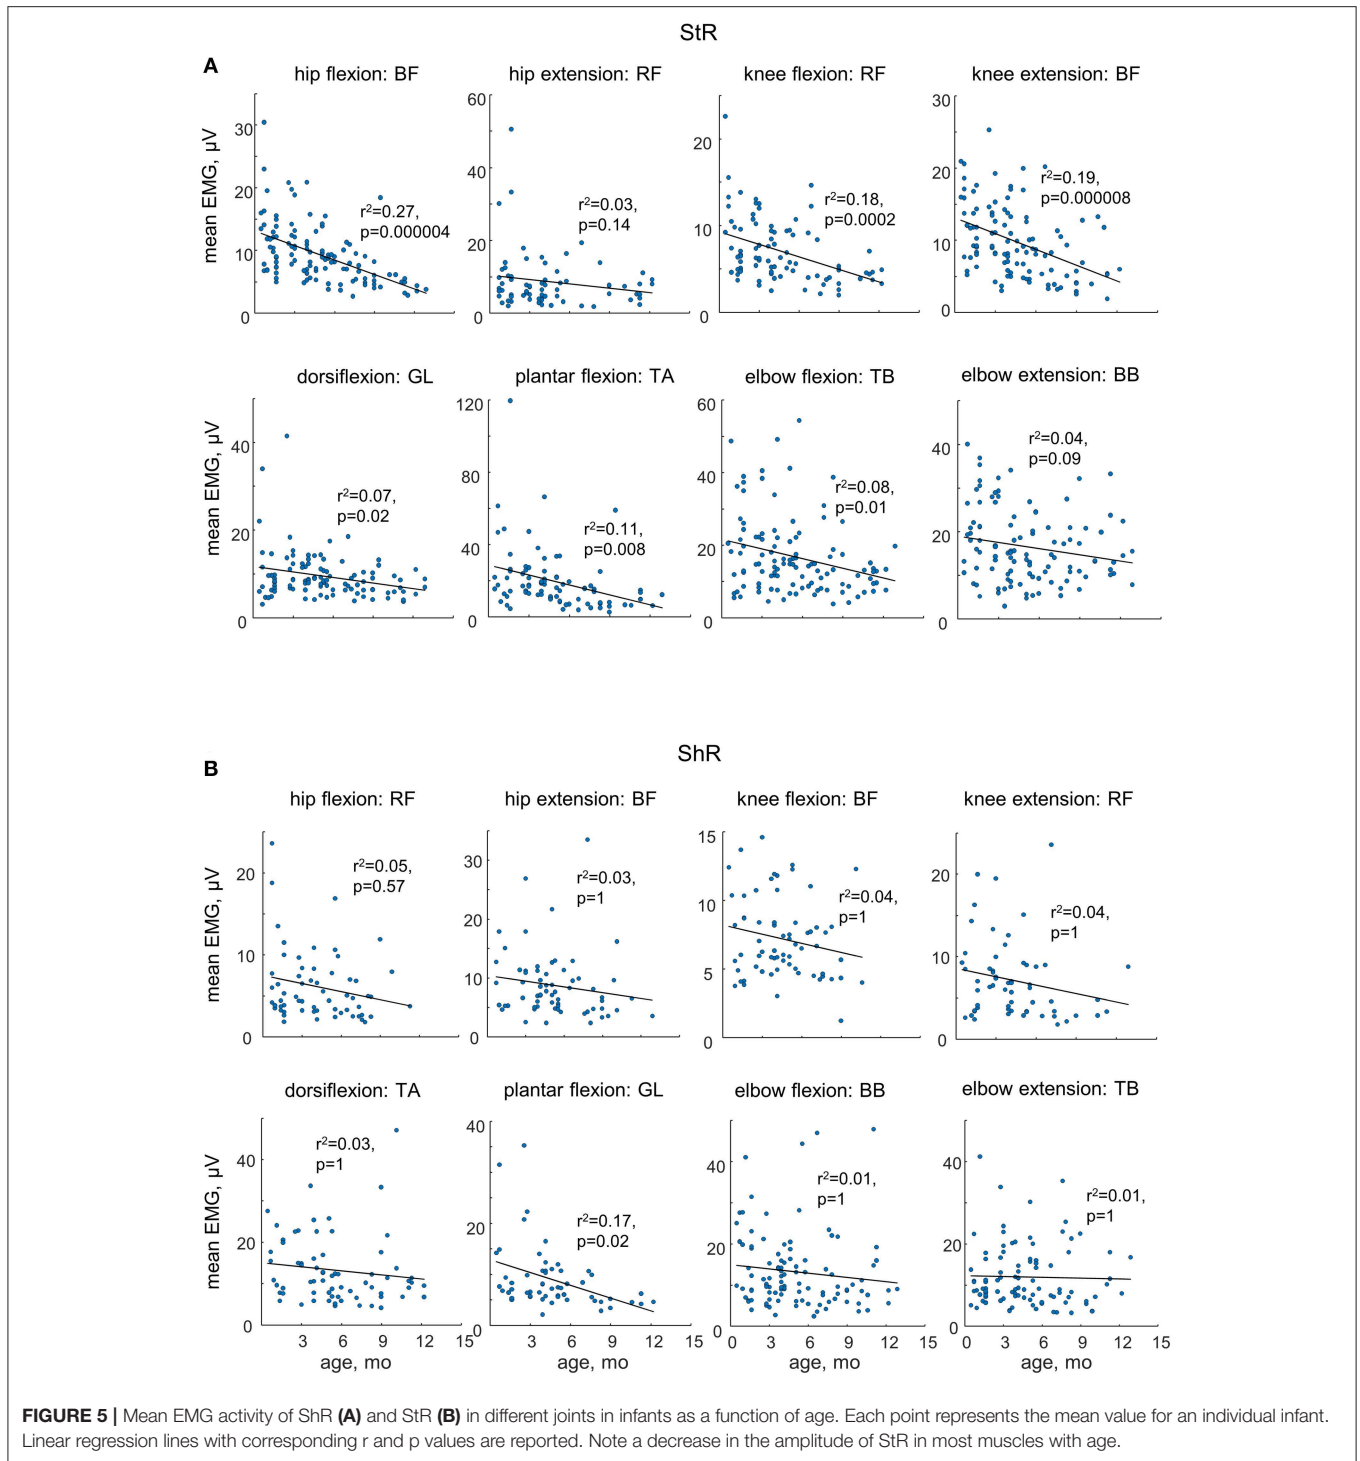 StR
A
hip flexion: BF
hip extension: RF
knee flexion: RF
knee extension: BF
mean EMG, µV
30
20
10
0
r²=0.27,
p=0.000004
60
40
20
0
r²=0.03,
p=0.14
20
10
0
r²=0.18,
p=0.0002
30
20
10
0
r²=0.19,
p=0.000008
dorsiflexion: GL
plantar flexion: TA
elbow flexion: TB
elbow extension: BB
mean EMG, µV
40
20
0
r²=0.07,
p=0.02
120
80
40
0
r²=0.11,
p=0.008
60
40
20
0
r²=0.08,
p=0.01
40
20
0
r²=0.04,
p=0.09
ShR
B
hip flexion: RF
hip extension: BF
knee flexion: BF
knee extension: RF
mean EMG, µV
20
10
0
r²=0.05,
p=0.57
30
20
10
0
r²=0.03,
p=1
15
10
5
0
r²=0.04,
p=1
20
10
0
r²=0.04,
p=1
dorsiflexion: TA
plantar flexion: GL
elbow flexion: BB
elbow extension: TB
mean EMG, µV
40
20
0
r²=0.03,
p=1
3 6 9 12
age, mo
40
20
0
r²=0.17,
p=0.02
3 6 9 12 15
age, mo
40
20
0
r²=0.01,
p=1
0 3 6 9 12 15
age, mo
40
20
0
r²=0.01,
p=1
0 3 6 9 12 15
age, mo
FIGURE 5 | Mean EMG activity of ShR (A) and StR (B) in different joints in infants as a function of age. Each point represents the mean value for an individual infant.
Linear regression lines with corresponding r and p values are reported. Note a decrease in the amplitude of StR in most muscles with age.